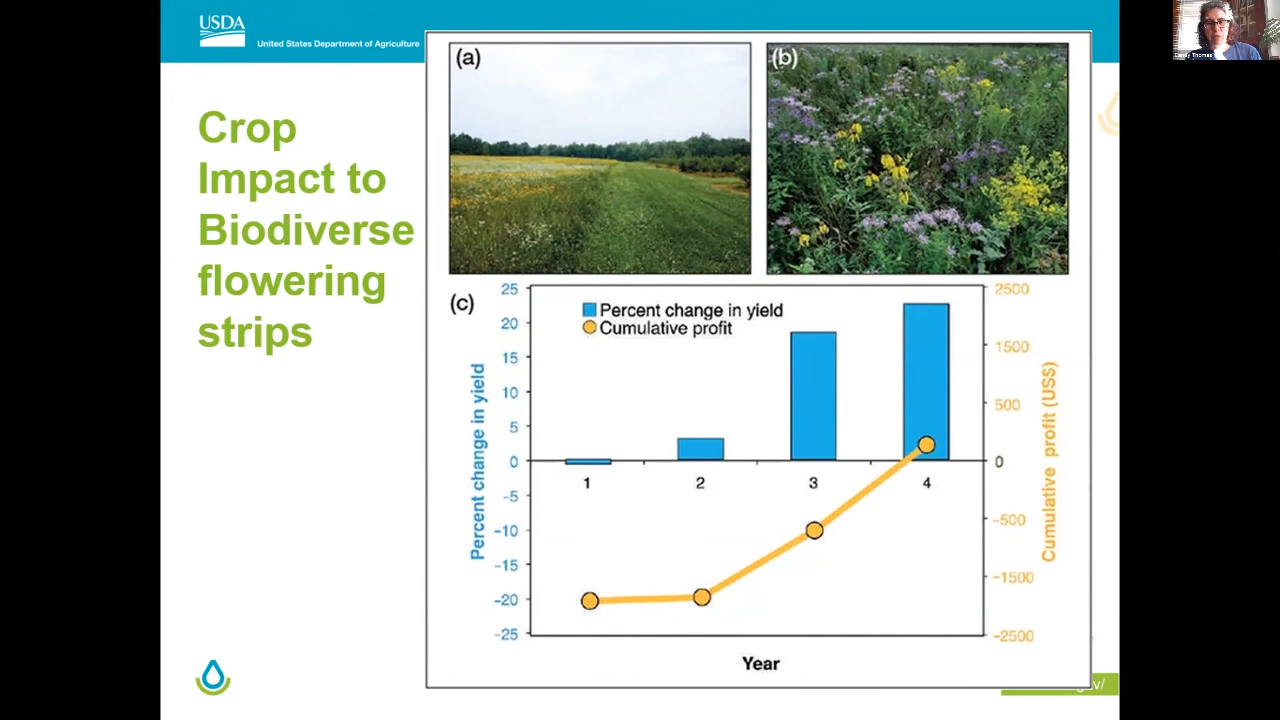 USDA
United States Department of Agriculture
Crop
Impact to
Biodiverse
flowering
strips
(a)
(b)
(c)
Percent change in yield
Cumulative profit
25
20
15
10
5
0
-5
-10
-15
-20
-25
Percent change in yield
2500
1500
500
0
-500
-1500
-2500
Cumulative profit (US$)
1 2 3 4
Year